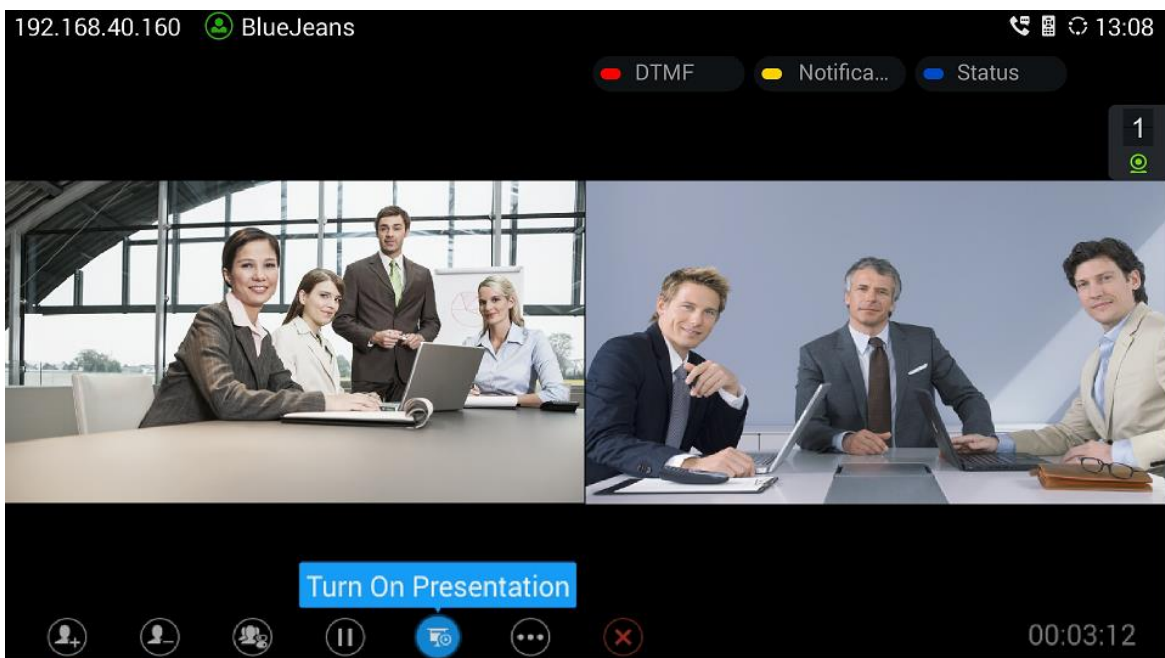 192.168.40.160 BlueJeans 13:08
DTMF Notifica... Status
1
Turn On Presentation
00:03:12